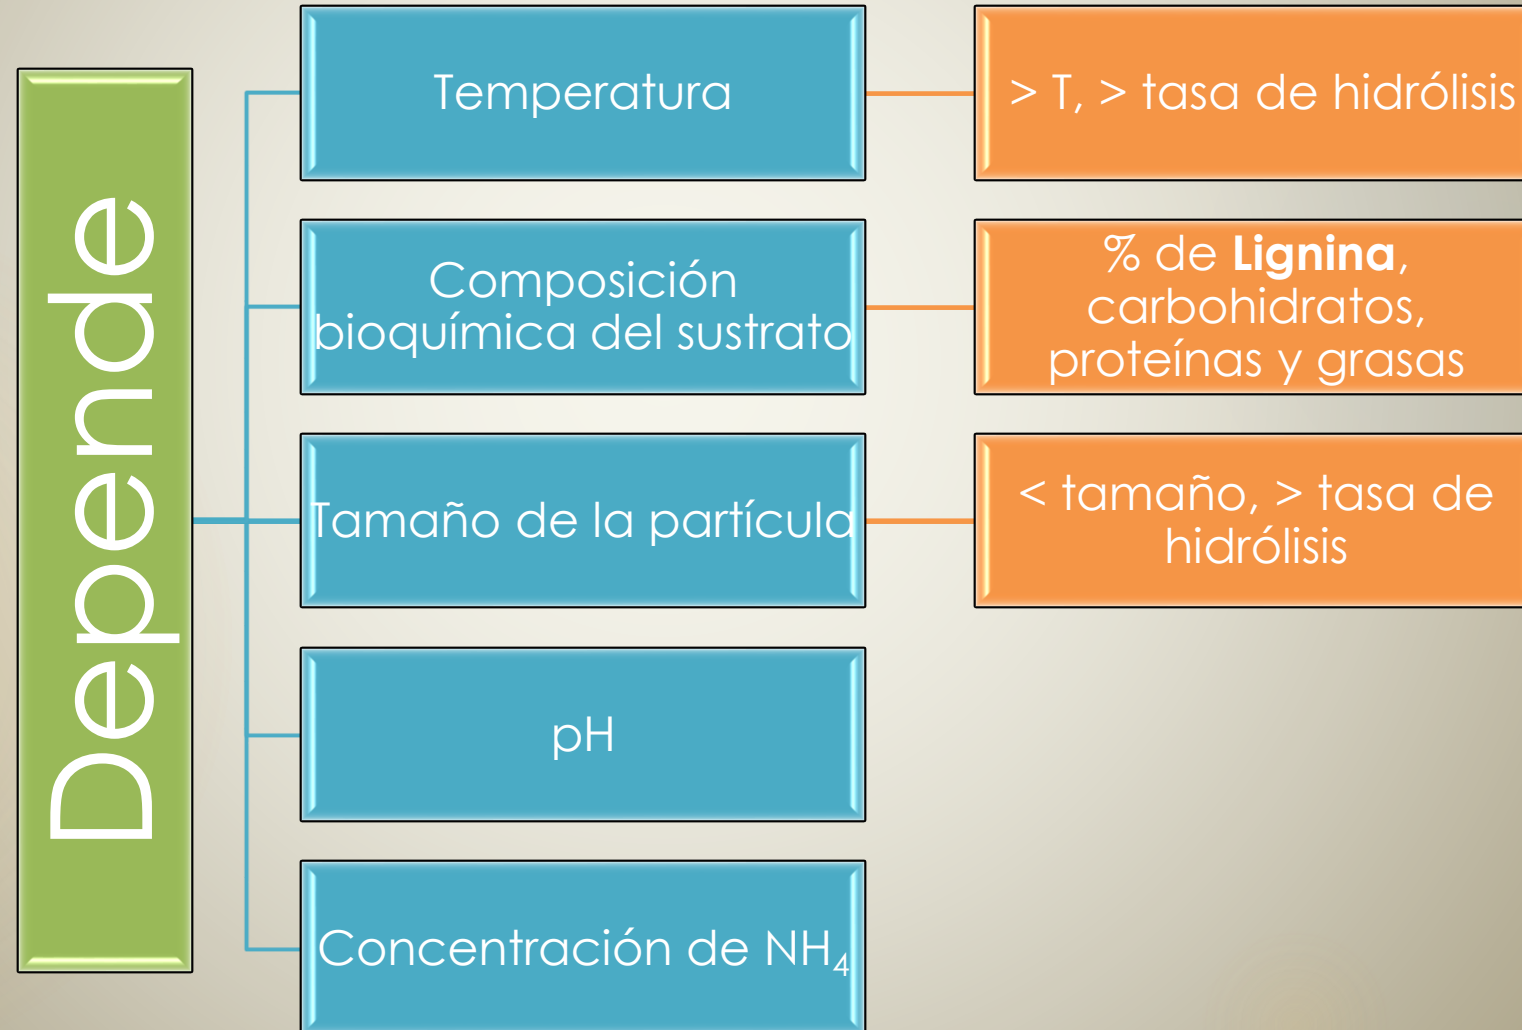 Depende
Temperatura
> T, > tasa de hidrólisis
Composición
bioquímica del sustrato
% de Lignina,
carbohidratos,
proteínas y grasas
Tamaño de la partícula
< tamaño, > tasa de
hidrólisis
pH
Concentración de NH₄